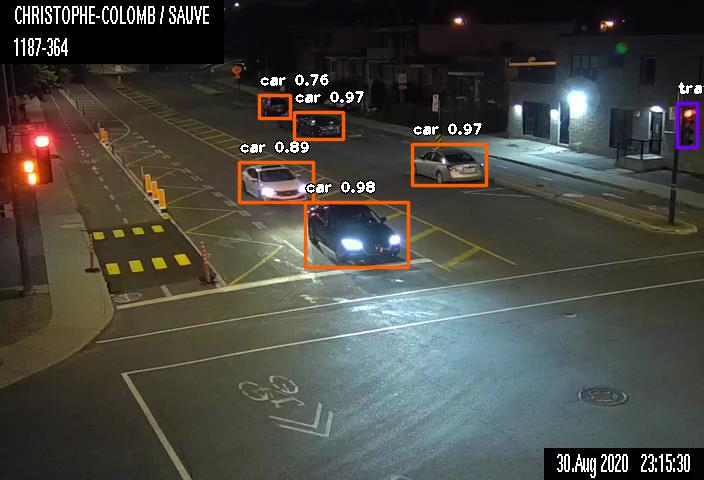 CHRISTOPHE-COLOMB / SAUVE
1187-364
car 0.76
car 0.97
tra
car 0.97
car 0.89
car 0.98
30.Aug 2020 23:15:30